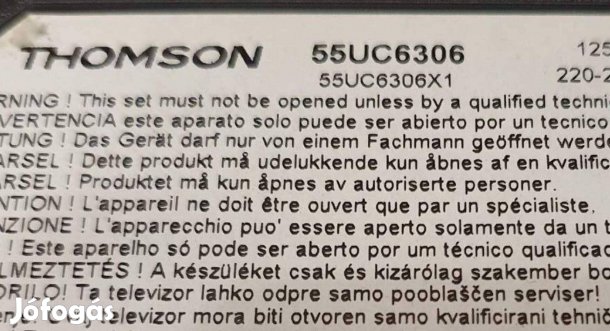 THOMSON 55UC6306 125
55UC6306X1 220-2
RNING ! This set must not be opened unless by a qualified technic
VERTENCIA este aparato solo puede ser abierto por un tecnico
TUNG ! Das Gerät darf nur von einem Fachmann geöffnet werde
ARSEL ! Dette produkt må udelukkende kun åbnes af en kvalific
ARSEL ! Produktet må kun åpnes av autoriserte personer.
NTION ! L'appareil ne doit être ouvert que par un spécialiste,
NZIONE ! L'apparecchio puo' essere aperto solamente da un t
! Este aparelho só pode ser aberto por um técnico qualificac
LMEZTETÉS ! A készüléket csak és kizárólag szakember bo
ORILO! Ta televizor lahko odpre samo pooblaščen serviser!
televizor mora biti otvoren samo kvalificirani tehnič
Jófogás